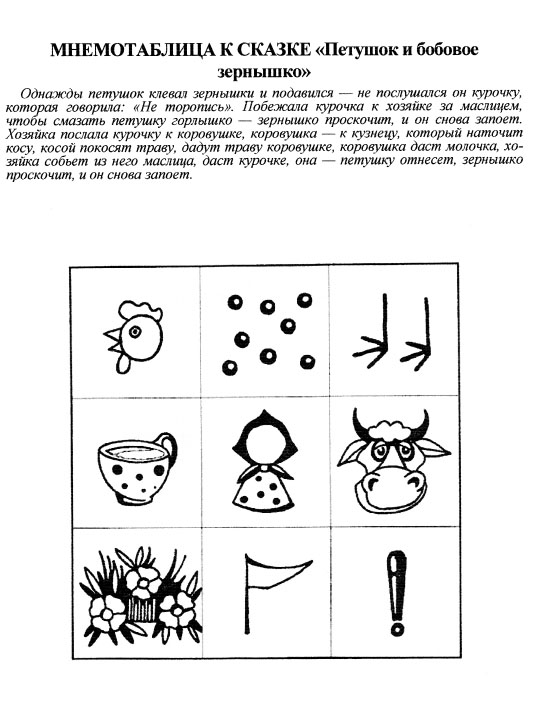 МНЕМОТАБЛИЦА К СКАЗКЕ «Петушок и бобовое
зернышко»
Однажды петушок клевал зернышки и подавился — не послушался он курочку,
которая говорила: «Не торопись». Побежала курочка к хозяйке за маслицем,
чтобы смазать петушку горлышко — зернышко проскочит, и он снова запоет.
Хозяйка послала курочку к коровушке, коровушка — к кузнецу, который наточит
косу, косой покосят траву, дадут траву коровушке, коровушка даст молочка, хо-
зяйка собьет из него маслица, даст курочке, она — петушку отнесет, зернышко
проскочит, и он снова запоет.